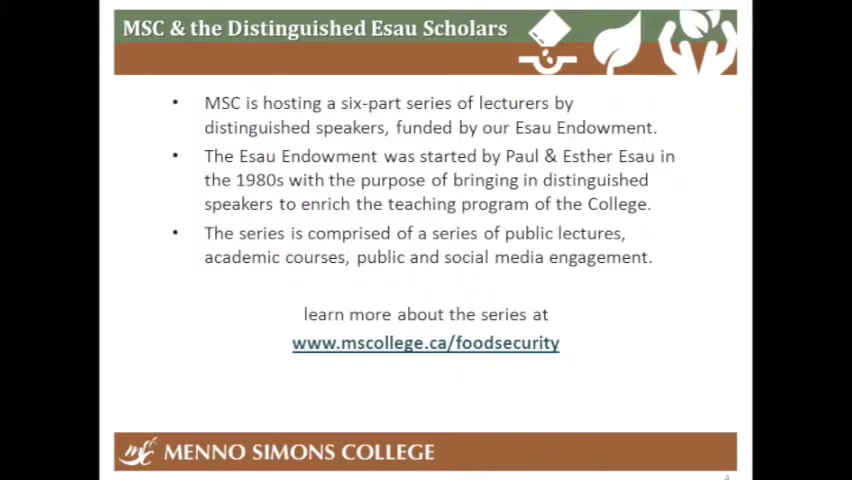 MSC & the Distinguished Esau Scholars
• MSC is hosting a six-part series of lecturers by
distinguished speakers, funded by our Esau Endowment.
• The Esau Endowment was started by Paul & Esther Esau in
the 1980s with the purpose of bringing in distinguished
speakers to enrich the teaching program of the College.
• The series is comprised of a series of public lectures,
academic courses, public and social media engagement.
learn more about the series at
www.mscollege.ca/foodsecurity
msc MENNO SIMONS COLLEGE
4